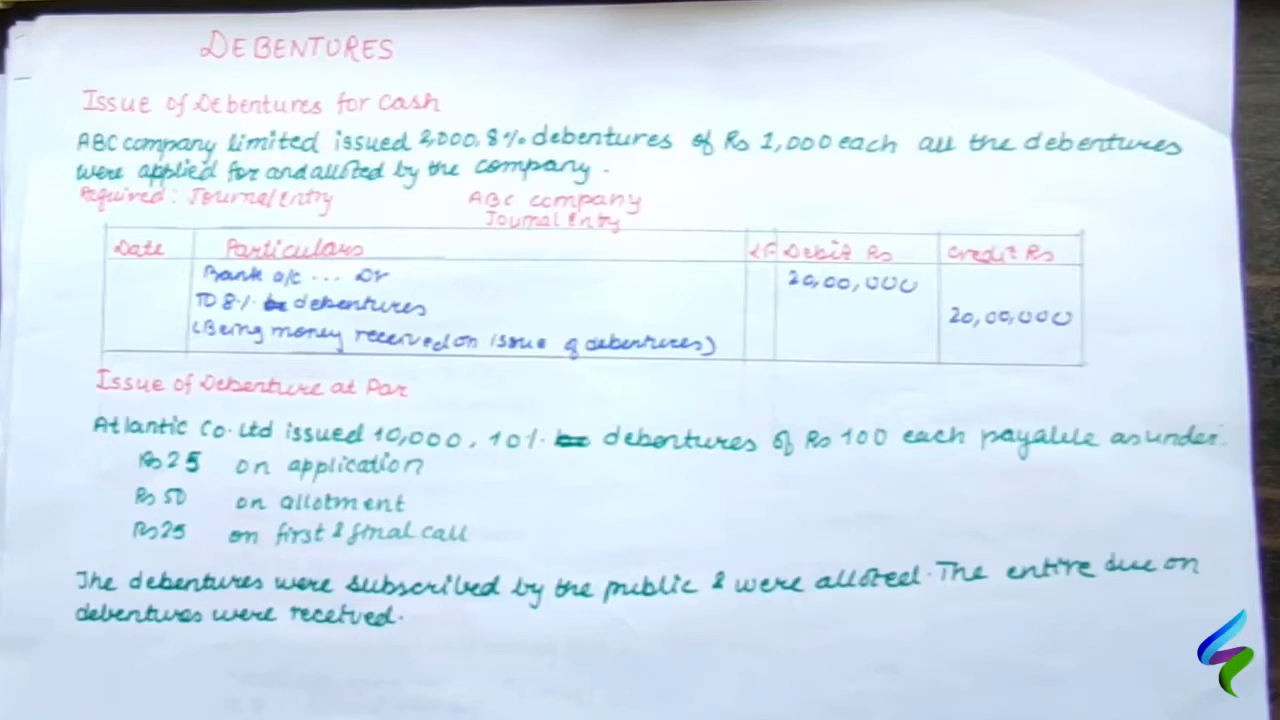 DEBENTURES
Issue of Debentures for Cash
ABC company limited issued 2,000, 8% debentures of Rs 1,000 each all the debentures
were applied for and alloted by the company.
Required: Journal entry
ABC company
Journal Entry
Date Particulars LF Debit Rs Credit Rs
Bank a/c ... Dr 20,00,000
To 8% debentures 20,00,000
(Being money received on issue of debentures)
Issue of Debenture at Par
Atlantic Co. Ltd issued 10,000, 10% debentures of Rs 100 each payable as under
Rs 25 on application
Rs 50 on allotment
Rs 25 on first & final call
The debentures were subscribed by the public & were alloted. The entire due on
debentures were received.